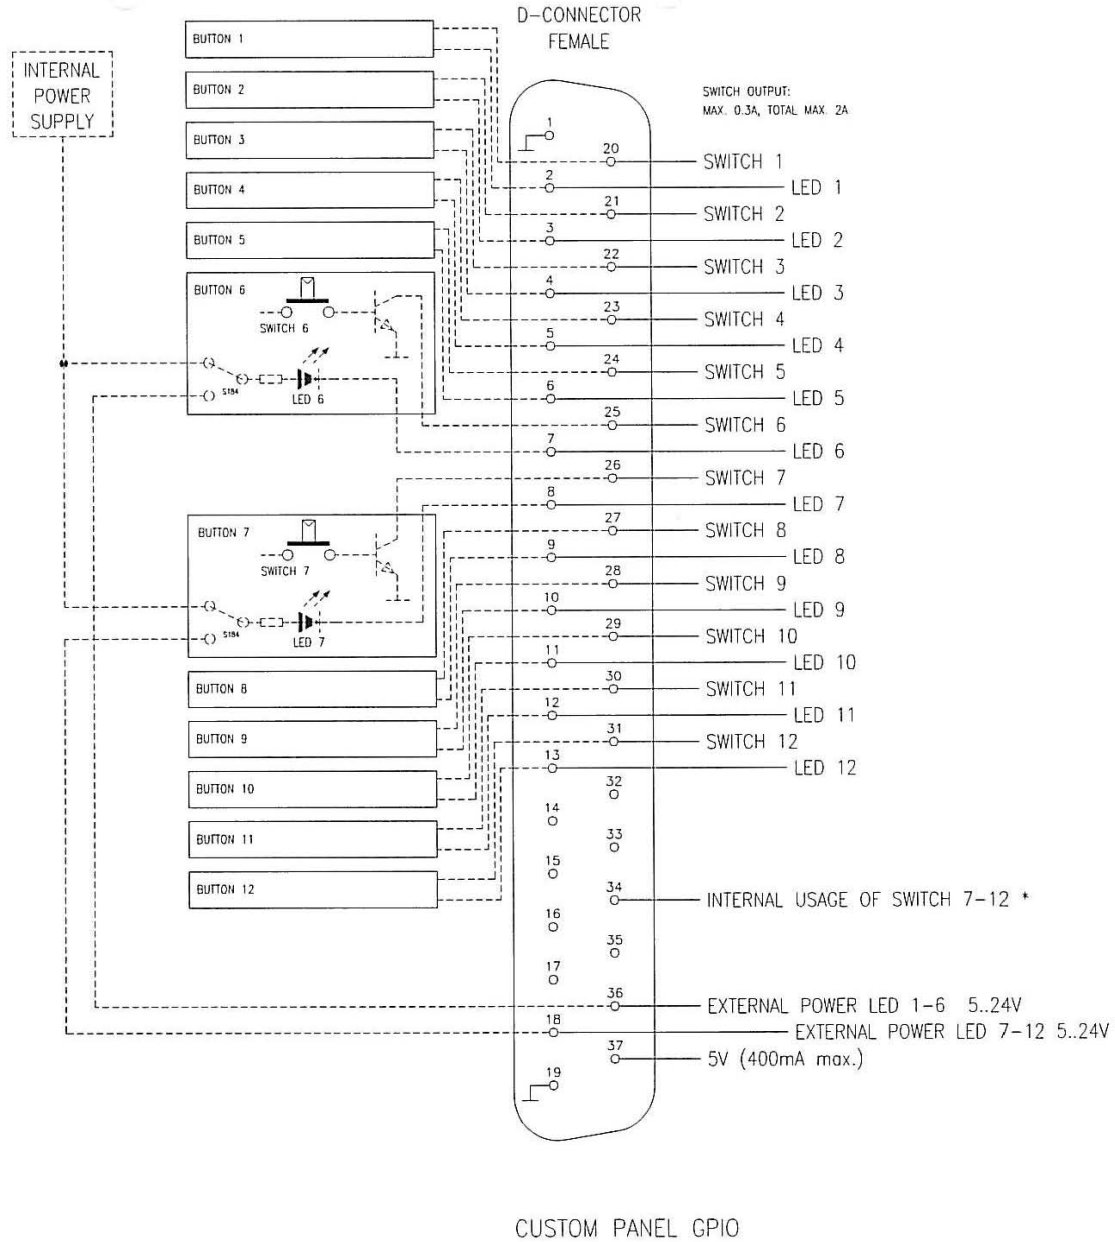 D-CONNECTOR
FEMALE
INTERNAL
POWER
SUPPLY
BUTTON 1
BUTTON 2
BUTTON 3
BUTTON 4
BUTTON 5
BUTTON 6
SWITCH 6
S184
LED 6
BUTTON 7
SWITCH 7
S184
LED 7
BUTTON 8
BUTTON 9
BUTTON 10
BUTTON 11
BUTTON 12
SWITCH OUTPUT:
MAX. 0.3A, TOTAL MAX. 2A
1
20 SWITCH 1
2 LED 1
21 SWITCH 2
3 LED 2
22 SWITCH 3
4 LED 3
23 SWITCH 4
5 LED 4
24 SWITCH 5
6 LED 5
25 SWITCH 6
7 LED 6
26 SWITCH 7
8 LED 7
27 SWITCH 8
9 LED 8
28 SWITCH 9
10 LED 9
29 SWITCH 10
11 LED 10
30 SWITCH 11
12 LED 11
31 SWITCH 12
13 LED 12
32
14
33
15
34 INTERNAL USAGE OF SWITCH 7-12 *
16
35
17
36 EXTERNAL POWER LED 1-6 5..24V
18 EXTERNAL POWER LED 7-12 5..24V
37 5V (400mA max.)
19
CUSTOM PANEL GPIO